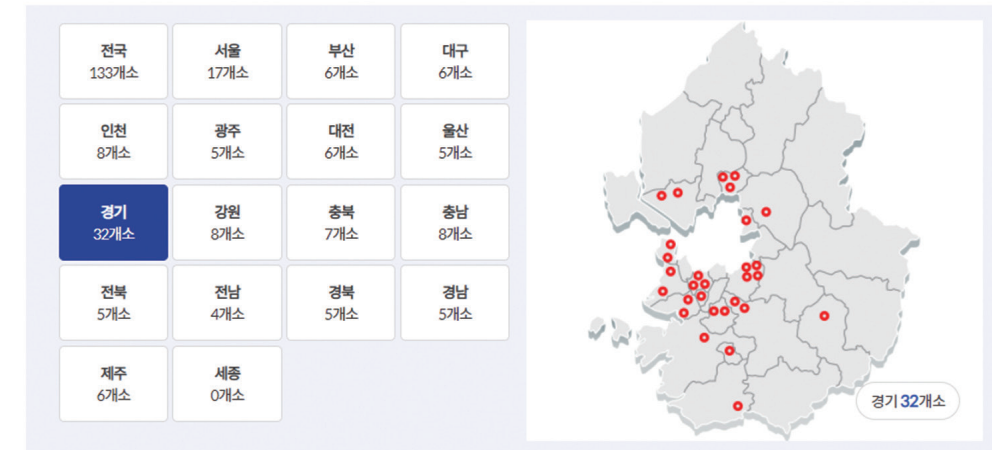 전국
133개소
서울
17개소
부산
6개소
대구
6개소
인천
8개소
광주
5개소
대전
6개소
울산
5개소
경기
32개소
강원
8개소
충북
7개소
충남
8개소
전북
5개소
전남
4개소
경북
5개소
경남
5개소
제주
6개소
세종
0개소
경기 32개소